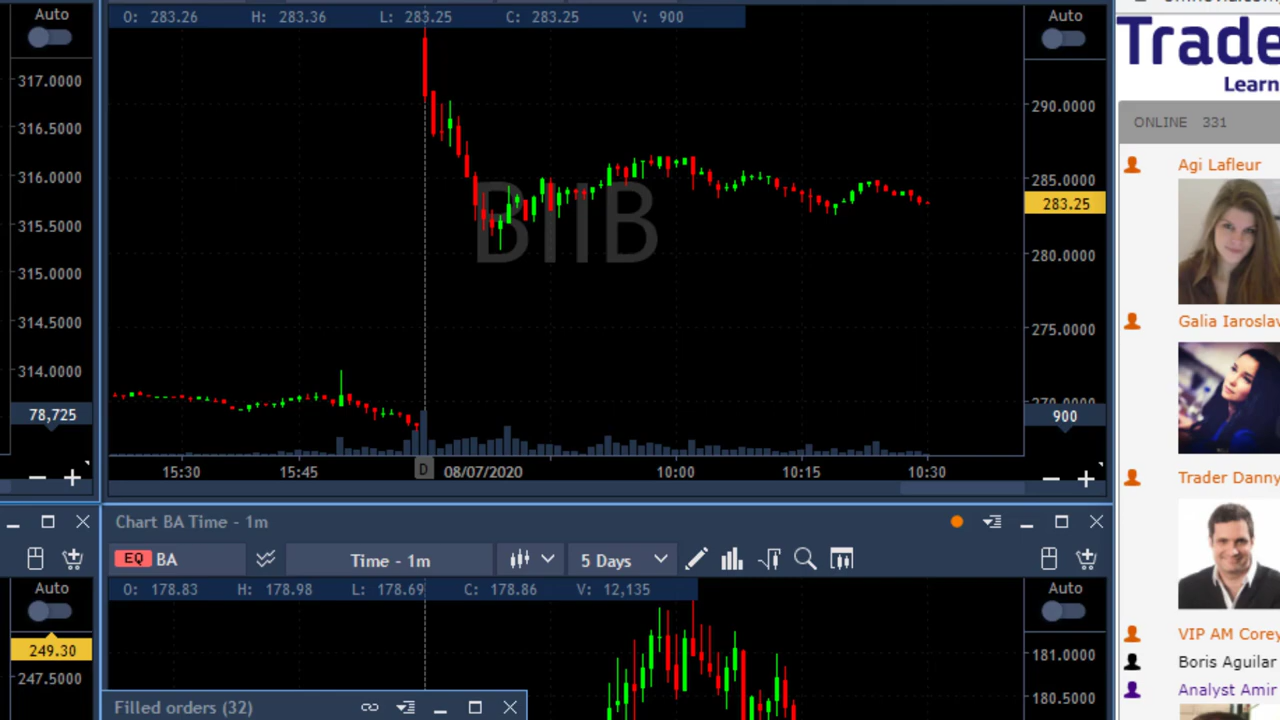 Auto
317.0000
316.5000
316.0000
315.5000
315.0000
314.5000
314.0000
78,725
O: 283.26 H: 283.36 L: 283.25 C: 283.25 V: 900
Auto
290.0000
285.0000
283.25
280.0000
275.0000
900
BIIB
15:30 15:45 D 08/07/2020 10:00 10:15 10:30
Auto
249.30
247.5000
Chart BA Time - 1m
EQ BA Time - 1m 5 Days
O: 178.83 H: 178.98 L: 178.69 C: 178.86 V: 12,135
Auto
181.0000
180.5000
Filled orders (32)
Trade
Learn
ONLINE 331
Agi Lafleur
Galia Iaroslav
Trader Danny
VIP AM Corey
Boris Aguilar
Analyst Amir